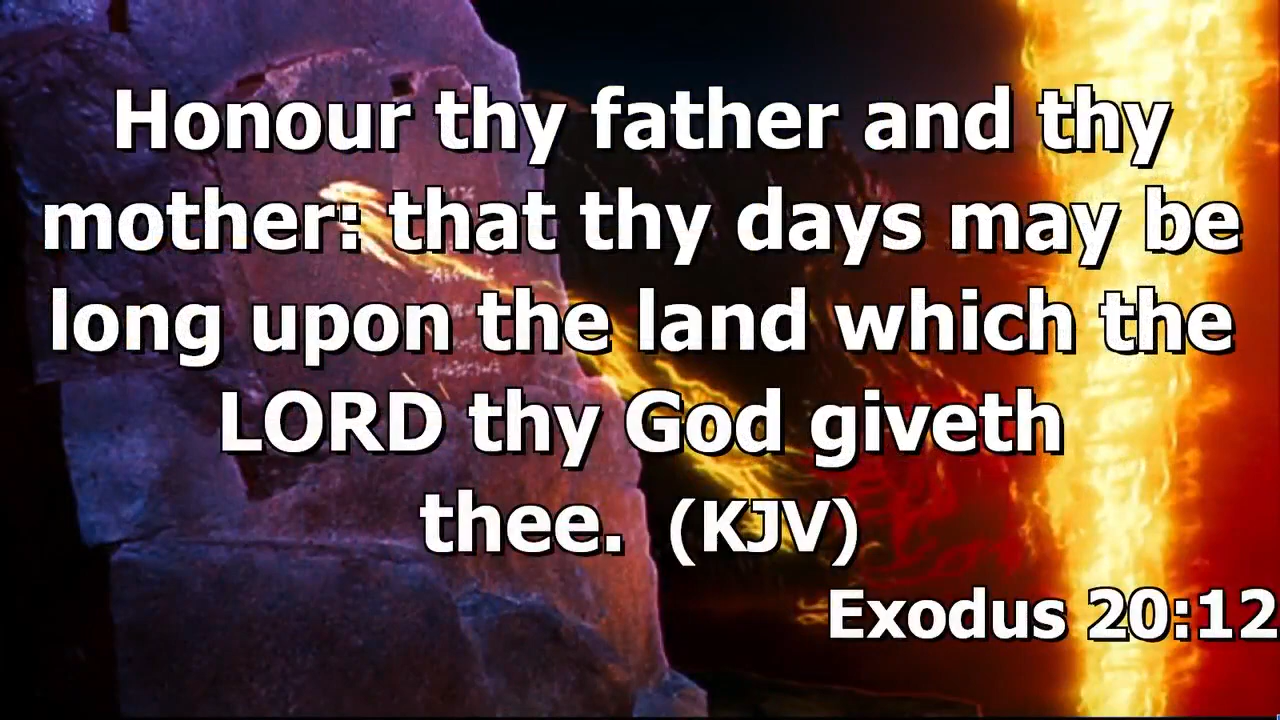 Honour thy father and thy
mother: that thy days may be
long upon the land which the
LORD thy God giveth
thee. (KJV)
Exodus 20:12